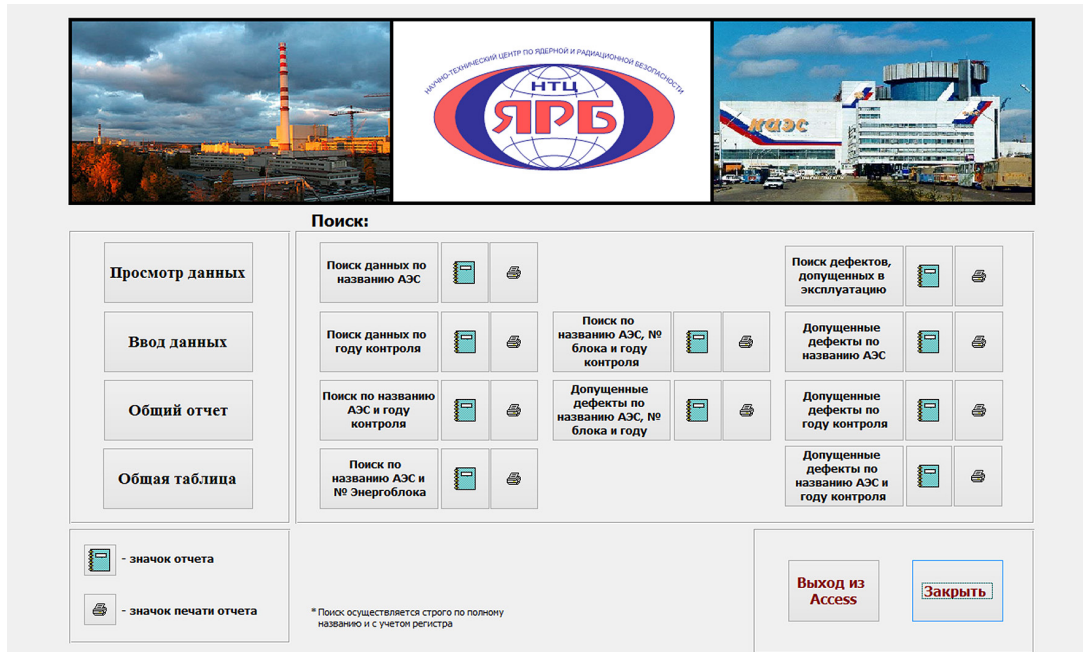 НАУЧНО-ТЕХНИЧЕСКИЙ ЦЕНТР ПО ЯДЕРНОЙ И РАДИАЦИОННОЙ БЕЗОПАСНОСТИ
НТЦ
ЯРБ
КАЭС
Поиск:
Просмотр данных
Ввод данных
Общий отчет
Общая таблица
Поиск данных по
названию АЭС
Поиск данных по
году контроля
Поиск по названию
АЭС и году
контроля
Поиск по
названию АЭС и
№ Энергоблока
Поиск по
названию АЭС, №
блока и году
контроля
Допущенные
дефекты по
названию АЭС, №
блока и году
Поиск дефектов,
допущенных в
эксплуатацию
Допущенные
дефекты по
названию АЭС
Допущенные
дефекты по
году контроля
Допущенные
дефекты по
названию АЭС и
году контроля
- значок отчета
- значок печати отчета
* Поиск осуществляется строго по полному
названию и с учетом регистра
Выход из
Access
Закрыть